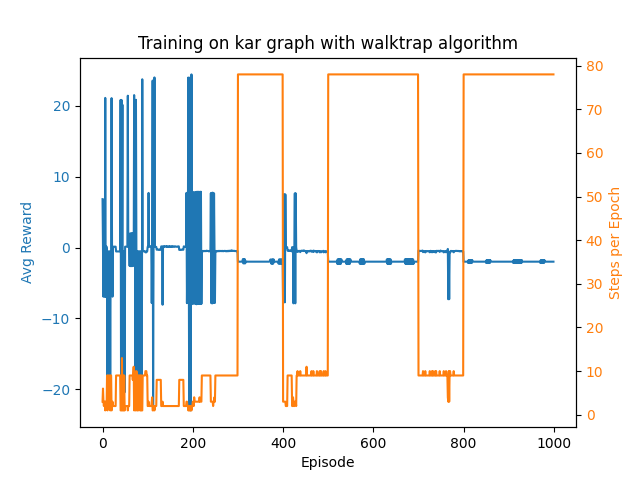 Training on kar graph with walktrap algorithm
Avg Reward
20
10
0
−10
−20
80
70
60
50
40
30
20
10
0
Steps per Epoch
0 200 400 600 800 1000
Episode